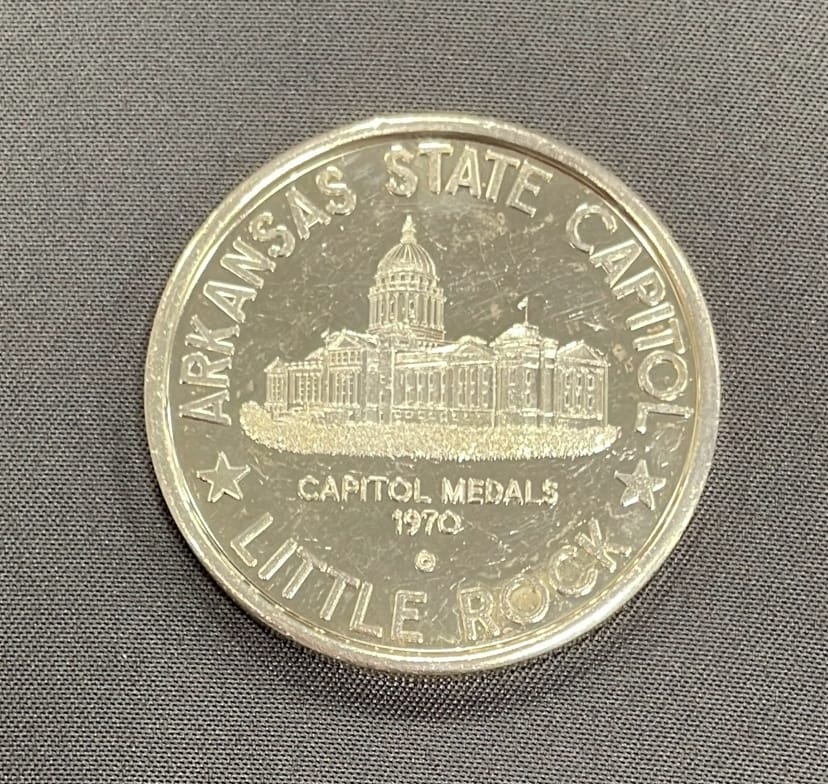 ARKANSAS STATE CAPITOL
CAPITOL MEDALS
1970
LITTLE ROCK